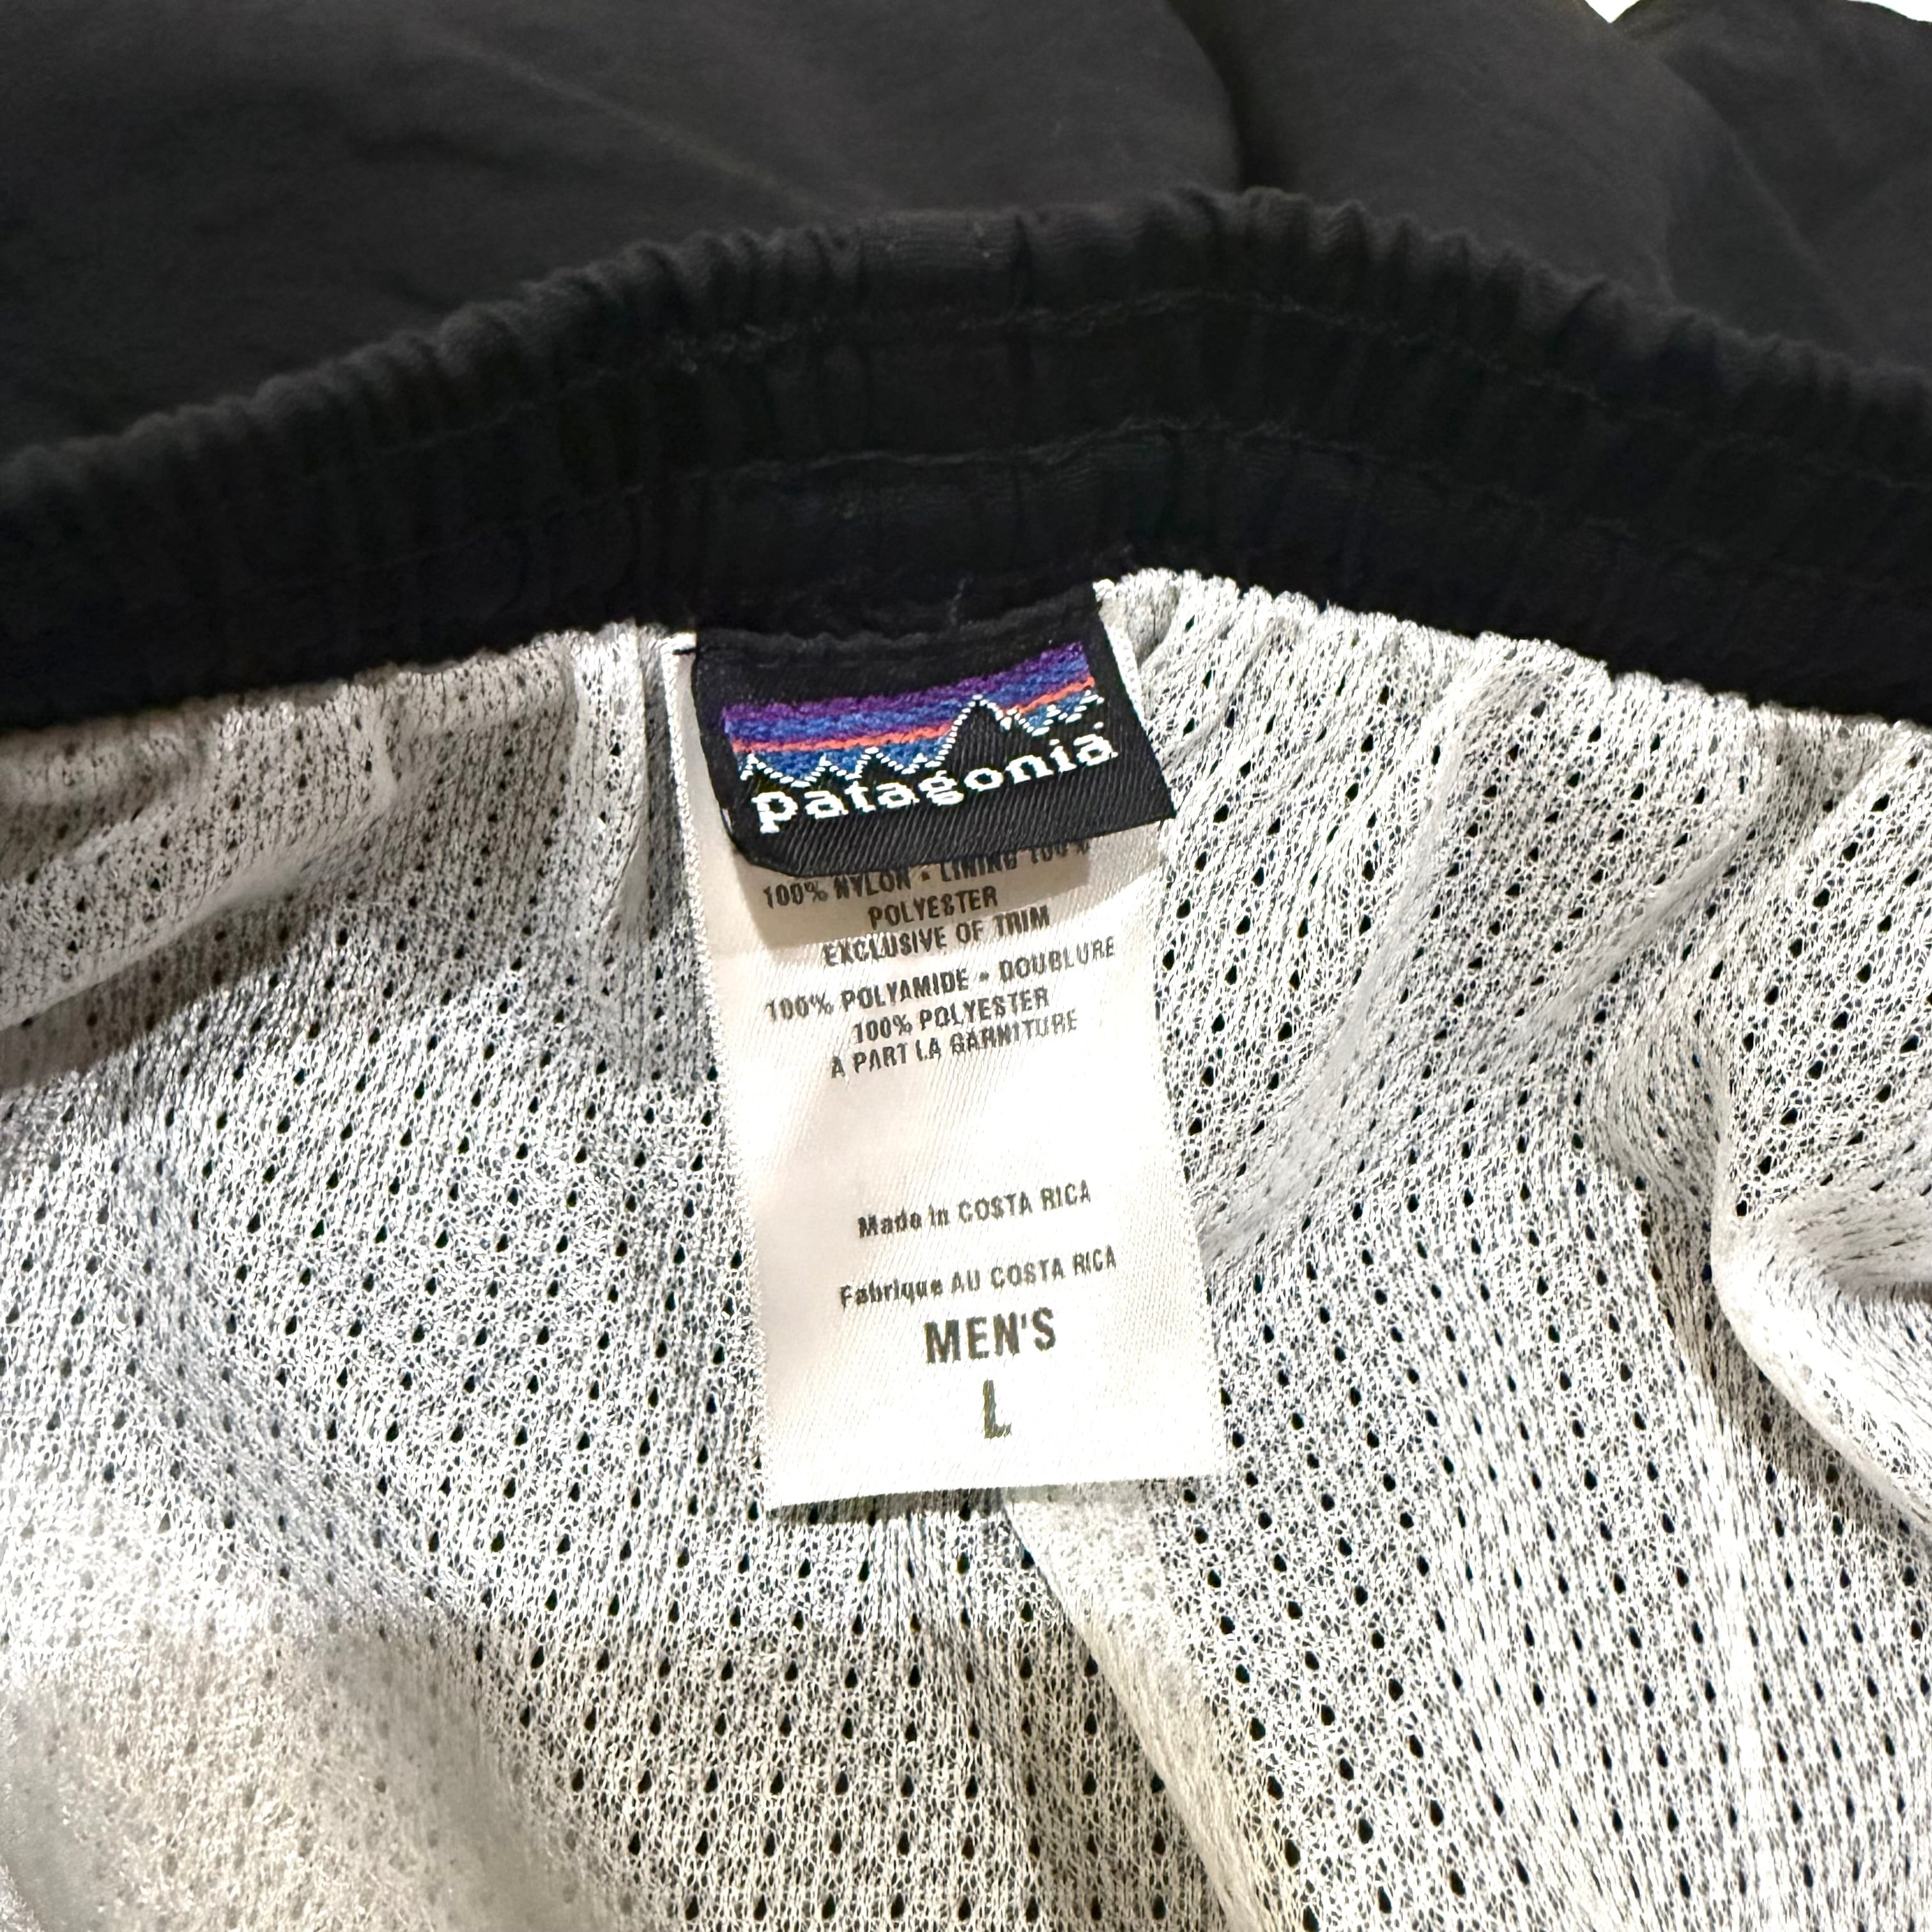 patagonia
100% NYLON • LINING 100%
POLYESTER
EXCLUSIVE OF TRIM
100% POLYAMIDE • DOUBLURE
100% POLYESTER
A PART LA GARNITURE
Made in COSTA RICA
Fabrique AU COSTA RICA
MEN'S
L